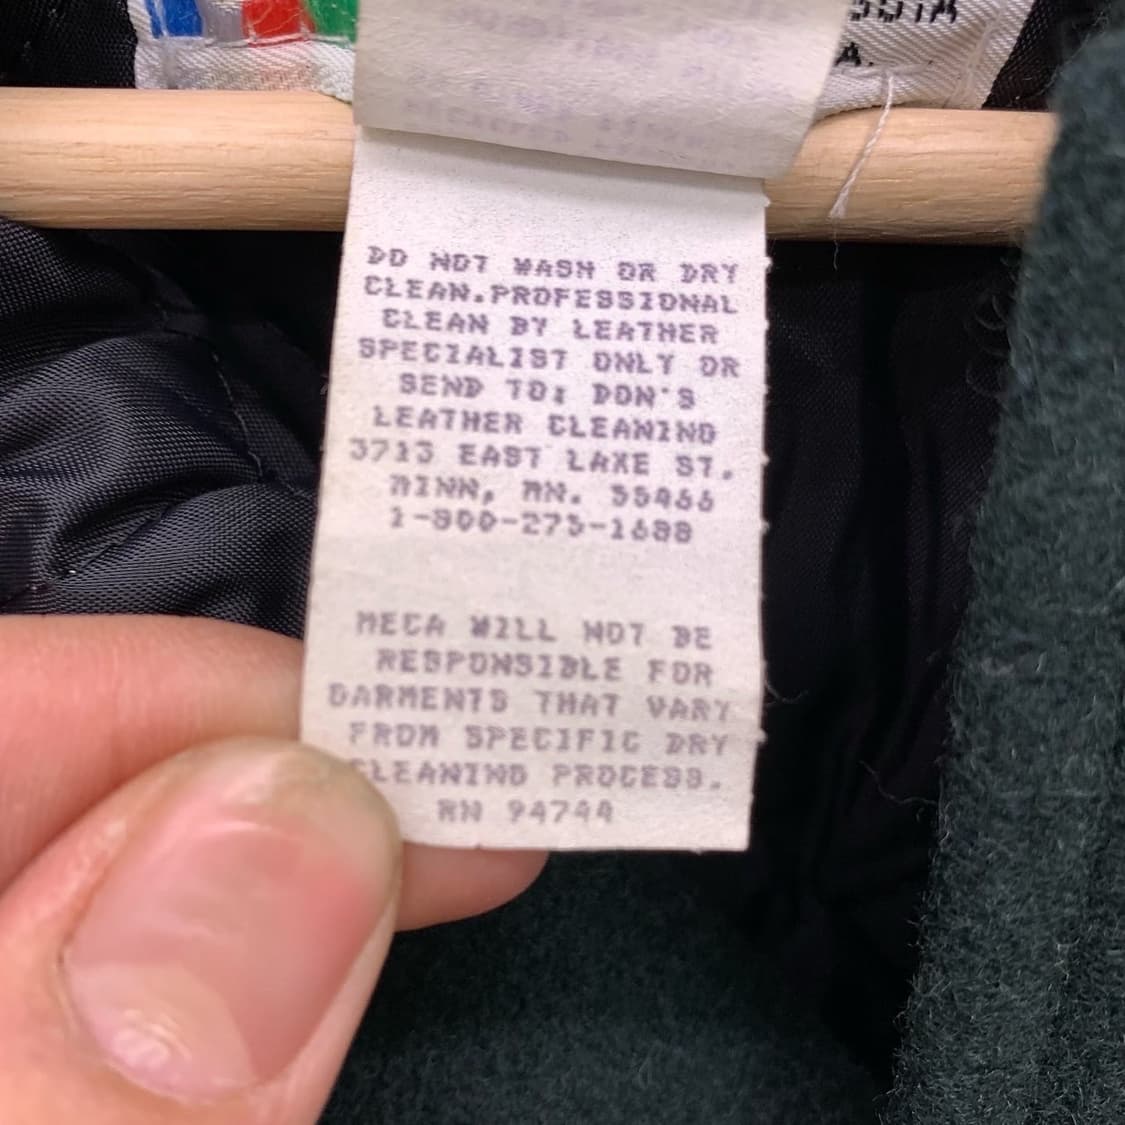 A.
DO NOT WASH OR DRY
CLEAN.PROFESSIONAL
CLEAN BY LEATHER
SPECIALIST ONLY OR
SEND TO: DON'S
LEATHER CLEANING
3713 EAST LAKE ST.
MINN, MN. 55466
1-800-275-1688
MECA WILL NOT BE
RESPONSIBLE FOR
GARMENTS THAT VARY
FROM SPECIFIC DRY
CLEANING PROCESS.
RN 94744